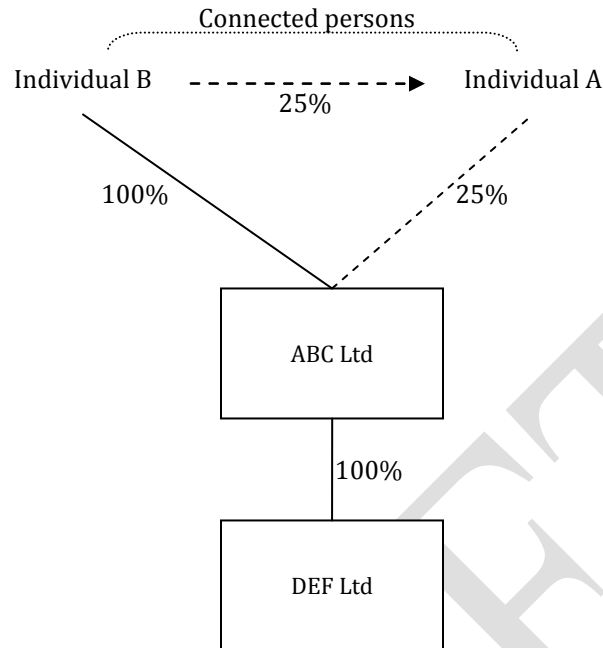 Connected persons
Individual B
Individual A
25%
100%
25%
ABC Ltd
100%
DEF Ltd